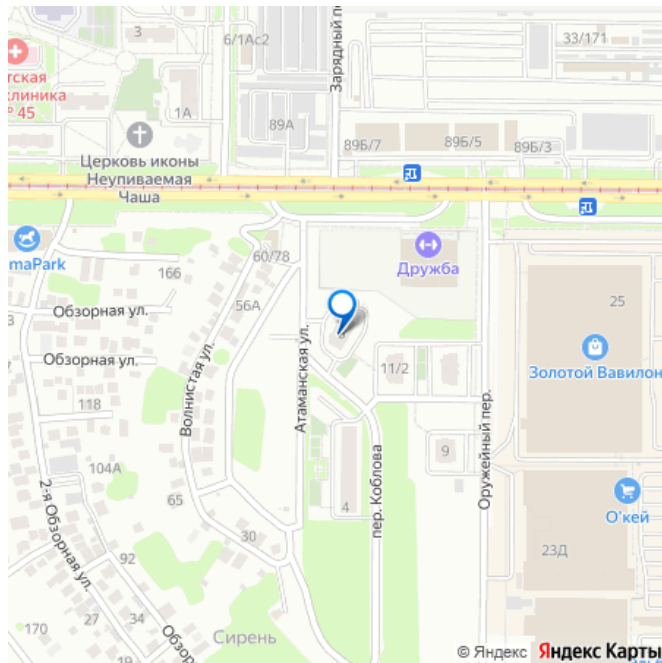 3
6/1Ас2
Зарядный пе
33/171
тская
клиника
° 45
1А
89А
89Б/7
89Б/5
89Б/3
Церковь иконы
Неупиваемая
Чаша
maPark
166
60/78
Дружба
56А
Обзорная ул.
25
Обзорная ул.
Волнистая ул.
Атаманская ул.
11/2
Золотой Вавилон
118
Оружейный пер.
104А
2-я Обзорная ул.
65
9
пер. Коблова
4
О'кей
30
23Д
92
27
34
170
Обзо
Сирень
© Яндекс Яндекс Карты